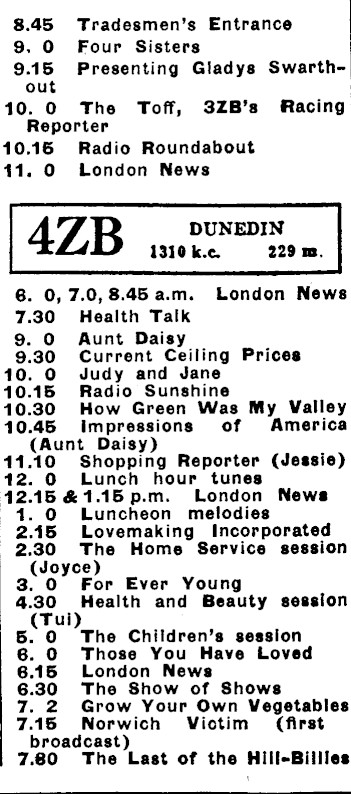 8.45 Tradesmen's Entrance
9. 0 Four Sisters
9.15 Presenting Gladys Swarth-
out
10. 0 The Toff, 3ZB's Racing
Reporter
10.15 Radio Roundabout
11. 0 London News
4ZB DUNEDIN
1310 k.c. 229 m.
6. 0, 7.0, 8.45 a.m. London News
7.30 Health Talk
9. 0 Aunt Daisy
9.30 Current Ceiling Prices
10. 0 Judy and Jane
10.15 Radio Sunshine
10.30 How Green Was My Valley
10.45 Impressions of America
(Aunt Daisy)
11.10 Shopping Reporter (Jessie)
12. 0 Lunch hour tunes
12.15 & 1.15 p.m. London News
1. 0 Luncheon melodies
2.15 Lovemaking Incorporated
2.30 The Home Service session
(Joyce)
3. 0 For Ever Young
4.30 Health and Beauty session
(Tui)
5. 0 The Children's session
6. 0 Those You Have Loved
6.15 London News
6.30 The Show of Shows
7. 2 Grow Your Own Vegetables
7.15 Norwich Victim (first
broadcast)
7.30 The Last of the Hill-Billies